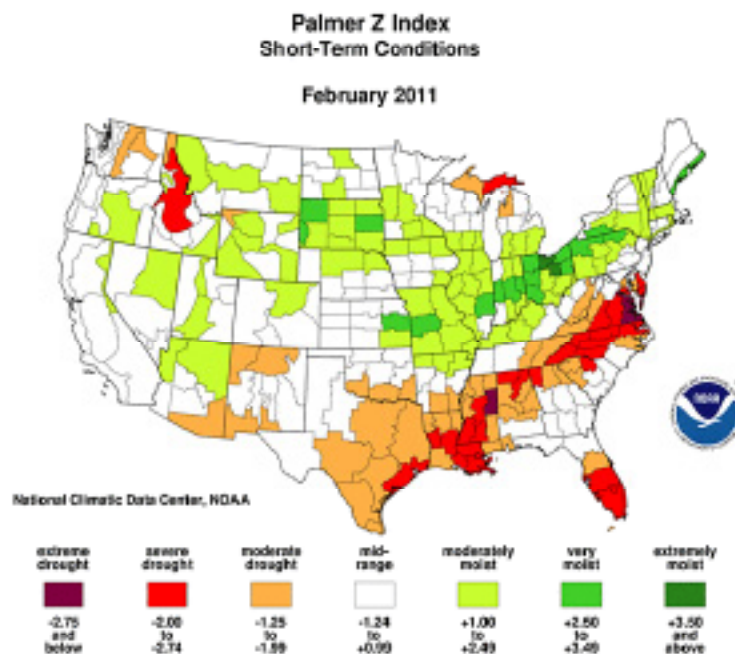 Palmer Z Index
Short-Term Conditions
February 2011
NOAA
National Climatic Data Center, NOAA
extreme drought
severe drought
moderate drought
mid-range
moderately moist
very moist
extremely moist
-2.75 and below
-2.00 to -2.74
-1.25 to -1.99
-1.24 to +0.99
+1.00 to +2.49
+2.50 to +3.49
+3.50 and above